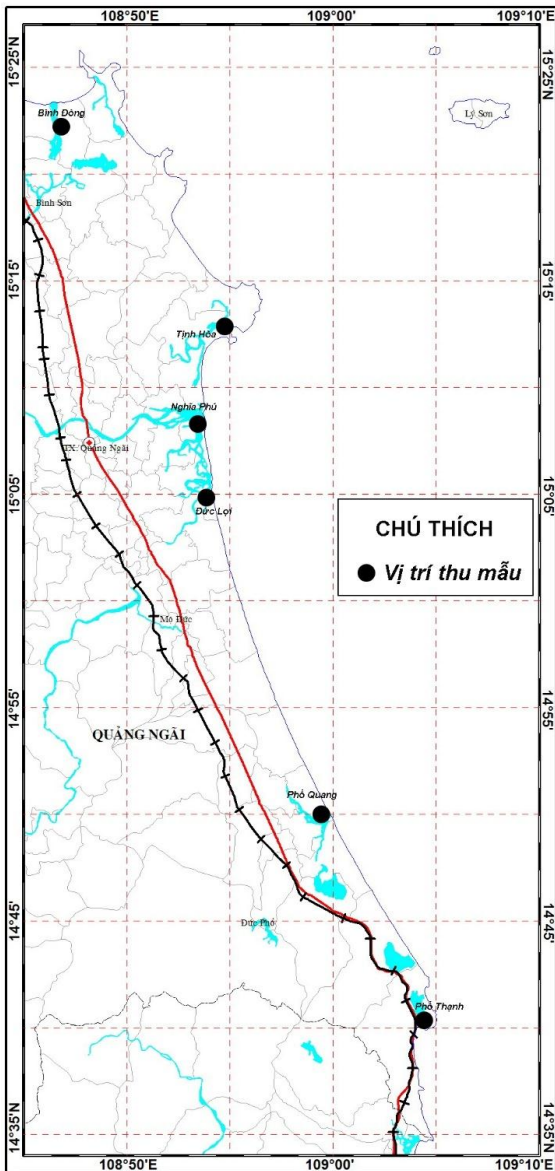 108°50'E
109°00'
109°10'E
15°25'N
15°25'N
Bình Đông
Lý Sơn
Bình Sơn
15°15'
15°15'
Tịnh Hòa
Nghĩa Phú
TX. Quảng Ngãi
15°05'
15°05'
Đức Lợi
CHÚ THÍCH
Vị trí thu mẫu
Mộ Đức
14°55'
14°55'
QUẢNG NGÃI
Phổ Quang
14°45'
14°45'
Đức Phổ
Phổ Thạnh
14°35'N
14°35'N
108°50'E
109°00'
109°10'E